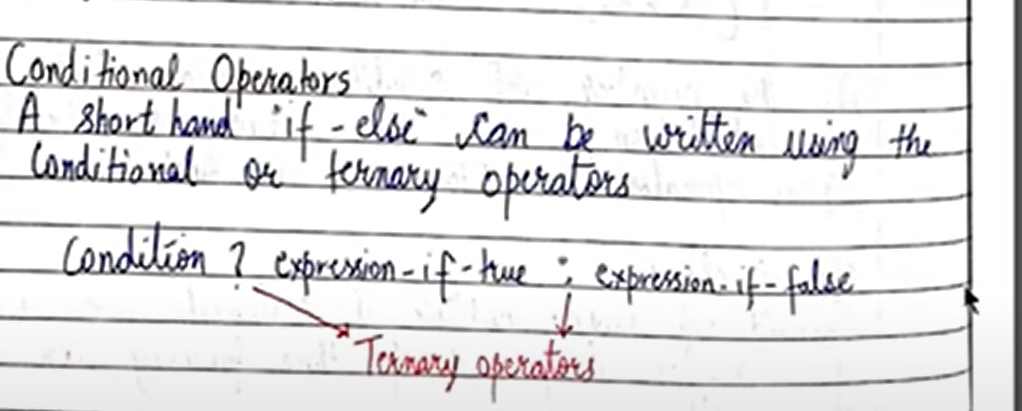 Conditional Operators
A short hand "if-else" can be written using the
Conditional or ternary operators
Condition ? expression-if-true : expression-if-false
Ternary operators